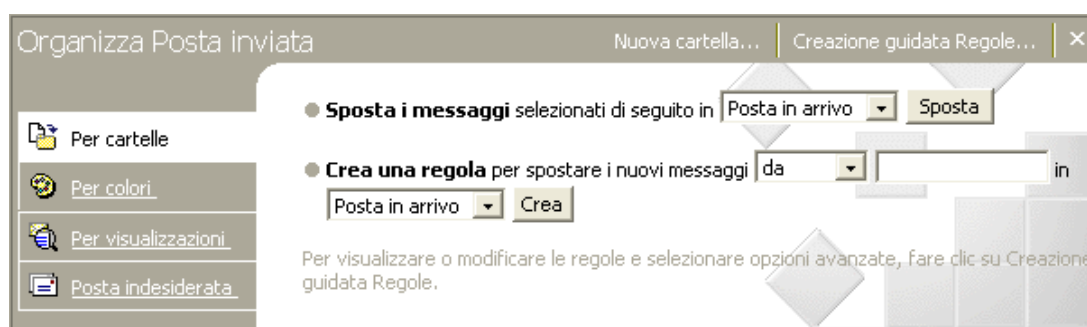 Organizza Posta inviata Nuova cartella... Creazione guidata Regole... ×
Sposta i messaggi selezionati di seguito in Posta in arrivo Sposta
Per cartelle
Crea una regola per spostare i nuovi messaggi da in
Per colori
Posta in arrivo Crea
Per visualizzazioni
Per visualizzare o modificare le regole e selezionare opzioni avanzate, fare clic su Creazione
guidata Regole.
Posta indesiderata